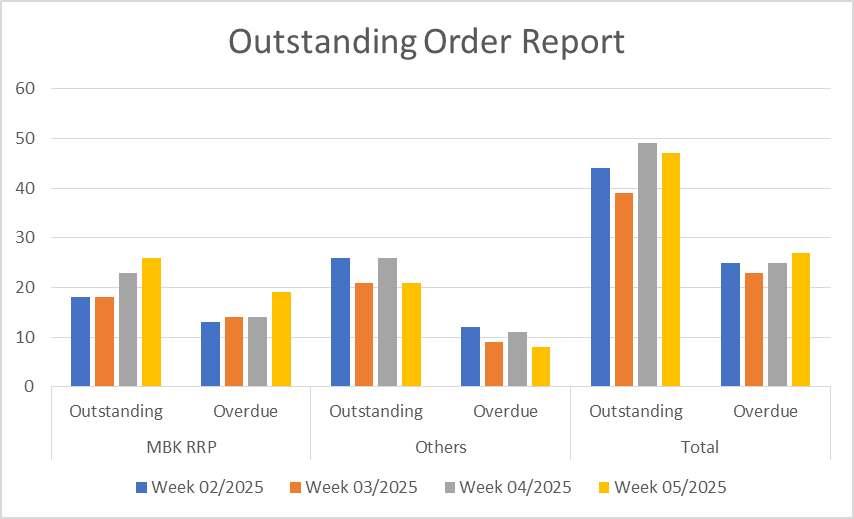 Outstanding Order Report
60
50
40
30
20
10
0
Outstanding Overdue Outstanding Overdue Outstanding Overdue
MBK RRP Others Total
Week 02/2025 Week 03/2025 Week 04/2025 Week 05/2025